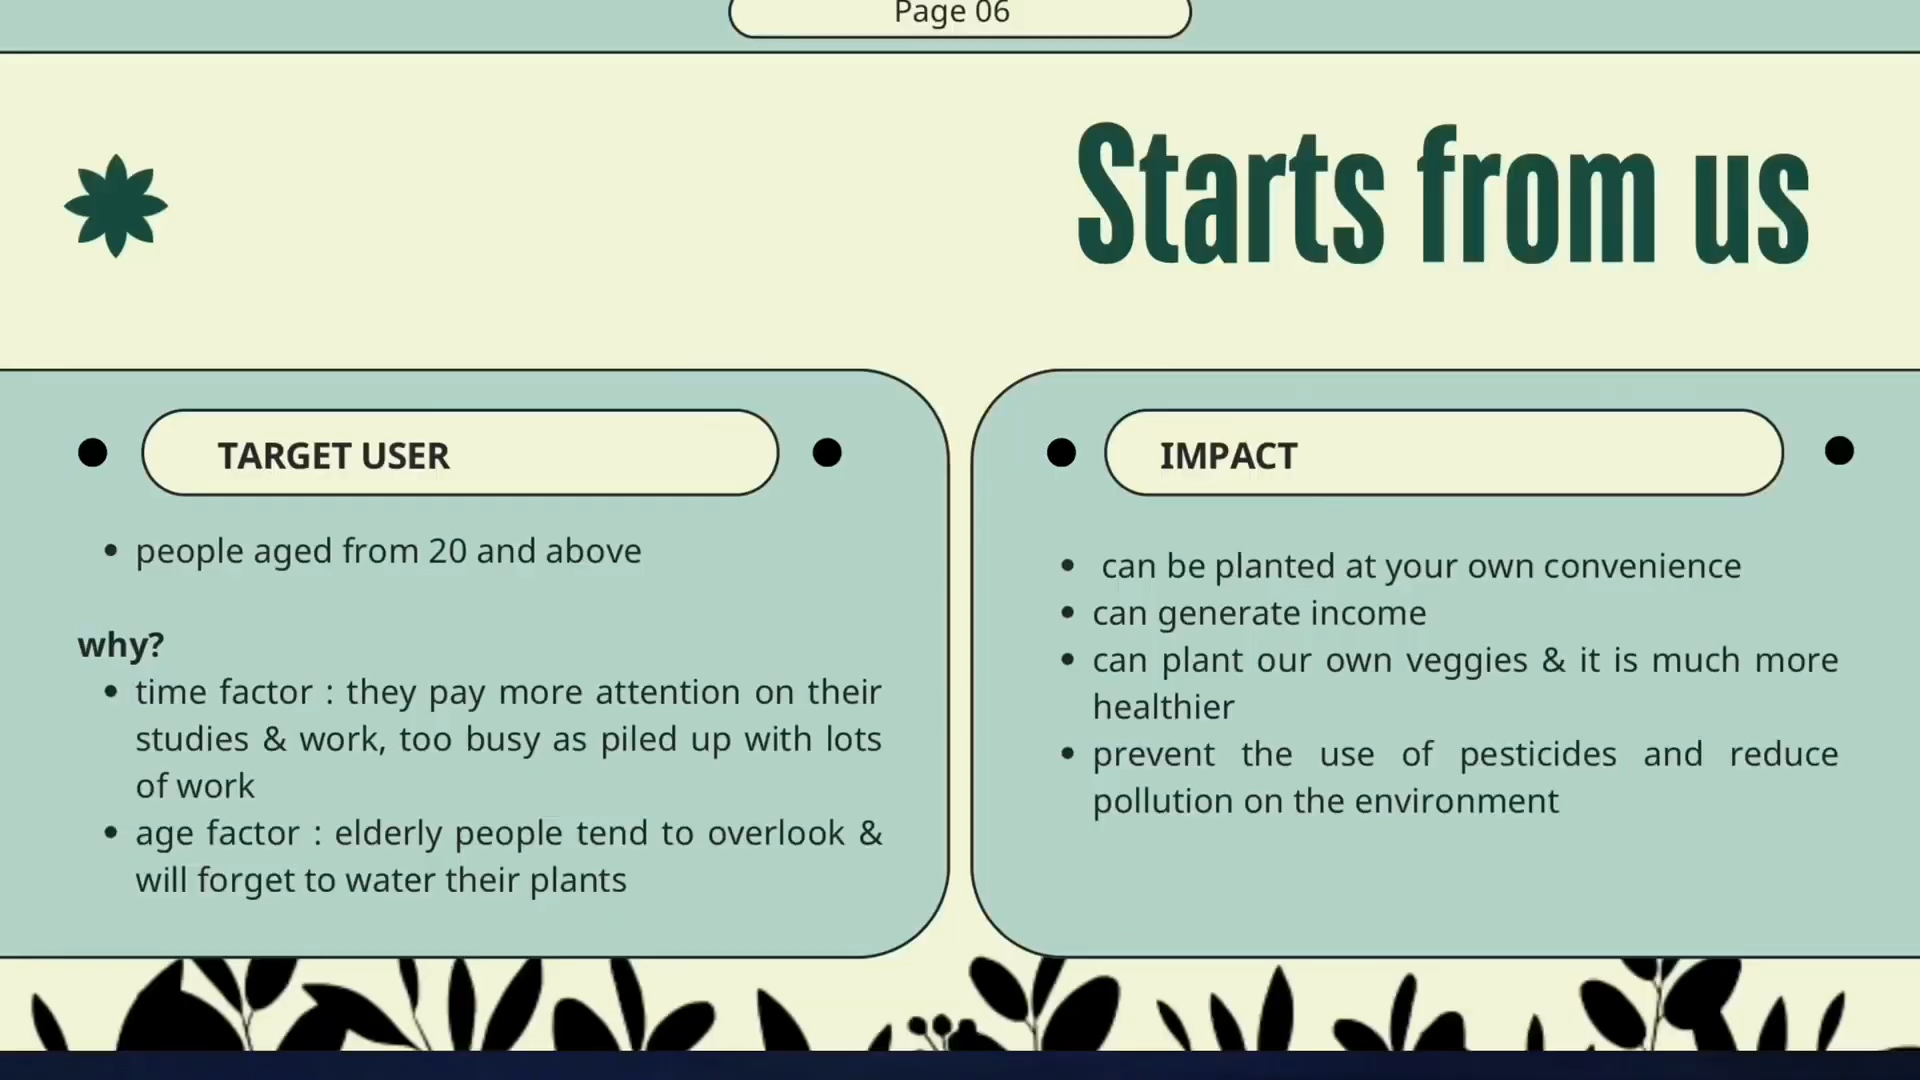 Page 06
Starts from us
TARGET USER
• people aged from 20 and above
why?
• time factor : they pay more attention on their
studies & work, too busy as piled up with lots
of work
• age factor : elderly people tend to overlook &
will forget to water their plants
IMPACT
• can be planted at your own convenience
• can generate income
• can plant our own veggies & it is much more
healthier
• prevent the use of pesticides and reduce
pollution on the environment